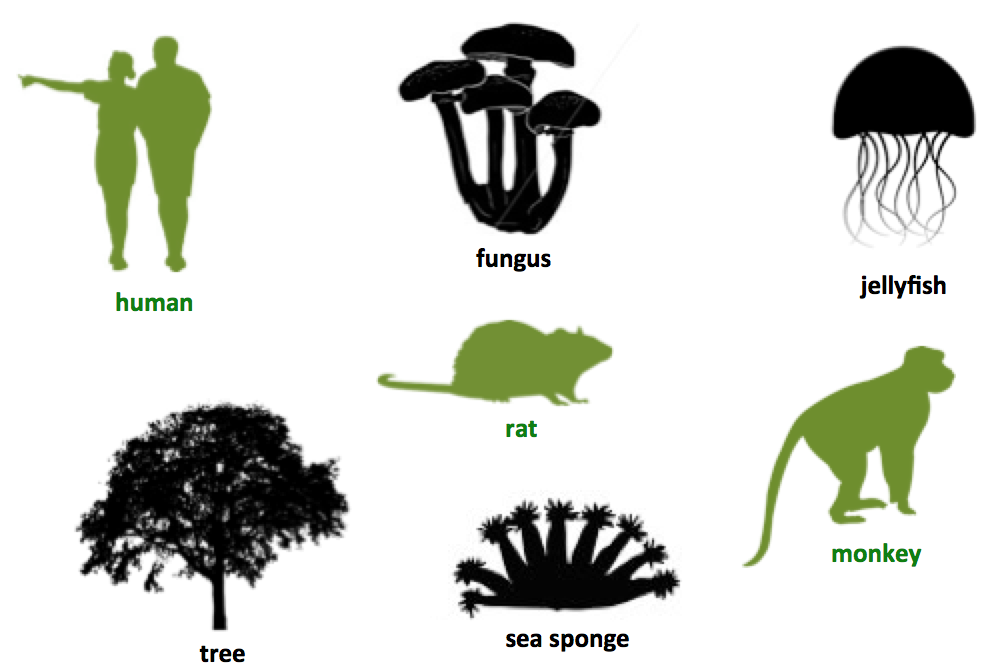 fungus
jellyfish
human
rat
monkey
sea sponge
tree